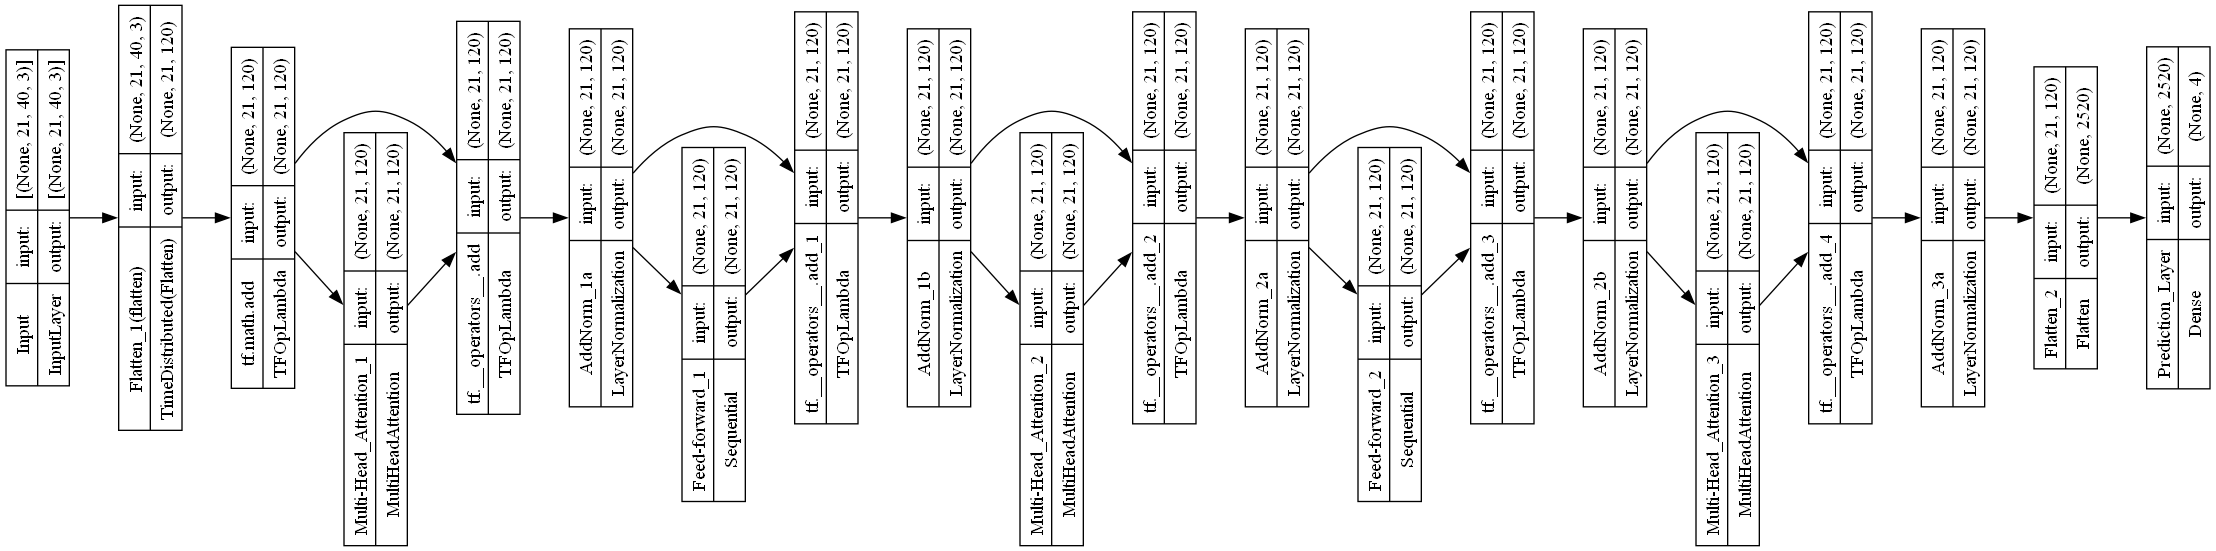 Input input: [(None, 21, 40, 3)]
InputLayer output: [(None, 21, 40, 3)]
Flatten_1(flatten) input: (None, 21, 40, 3)
TimeDistributed(Flatten) output: (None, 21, 120)
tf.math.add input: (None, 21, 120)
TFOpLambda output: (None, 21, 120)
Multi-Head_Attention_1 input: (None, 21, 120)
MultiHeadAttention output: (None, 21, 120)
tf.__operators__.add input: (None, 21, 120)
TFOpLambda output: (None, 21, 120)
AddNorm_1a input: (None, 21, 120)
LayerNormalization output: (None, 21, 120)
Feed-forward_1 input: (None, 21, 120)
Sequential output: (None, 21, 120)
tf.__operators__.add_1 input: (None, 21, 120)
TFOpLambda output: (None, 21, 120)
AddNorm_1b input: (None, 21, 120)
LayerNormalization output: (None, 21, 120)
Multi-Head_Attention_2 input: (None, 21, 120)
MultiHeadAttention output: (None, 21, 120)
tf.__operators__.add_2 input: (None, 21, 120)
TFOpLambda output: (None, 21, 120)
AddNorm_2a input: (None, 21, 120)
LayerNormalization output: (None, 21, 120)
Feed-forward_2 input: (None, 21, 120)
Sequential output: (None, 21, 120)
tf.__operators__.add_3 input: (None, 21, 120)
TFOpLambda output: (None, 21, 120)
AddNorm_2b input: (None, 21, 120)
LayerNormalization output: (None, 21, 120)
Multi-Head_Attention_3 input: (None, 21, 120)
MultiHeadAttention output: (None, 21, 120)
tf.__operators__.add_4 input: (None, 21, 120)
TFOpLambda output: (None, 21, 120)
AddNorm_3a input: (None, 21, 120)
LayerNormalization output: (None, 21, 120)
Flatten_2 input: (None, 21, 120)
Flatten output: (None, 2520)
Prediction_Layer input: (None, 2520)
Dense output: (None, 4)